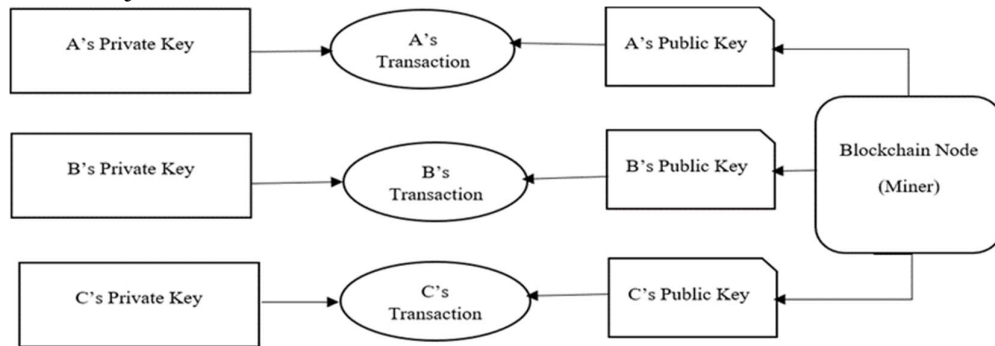 A's Private Key
A's
Transaction
A's Public Key
B's Private Key
B's
Transaction
B's Public Key
Blockchain Node
(Miner)
C's Private Key
C's
Transaction
C's Public Key